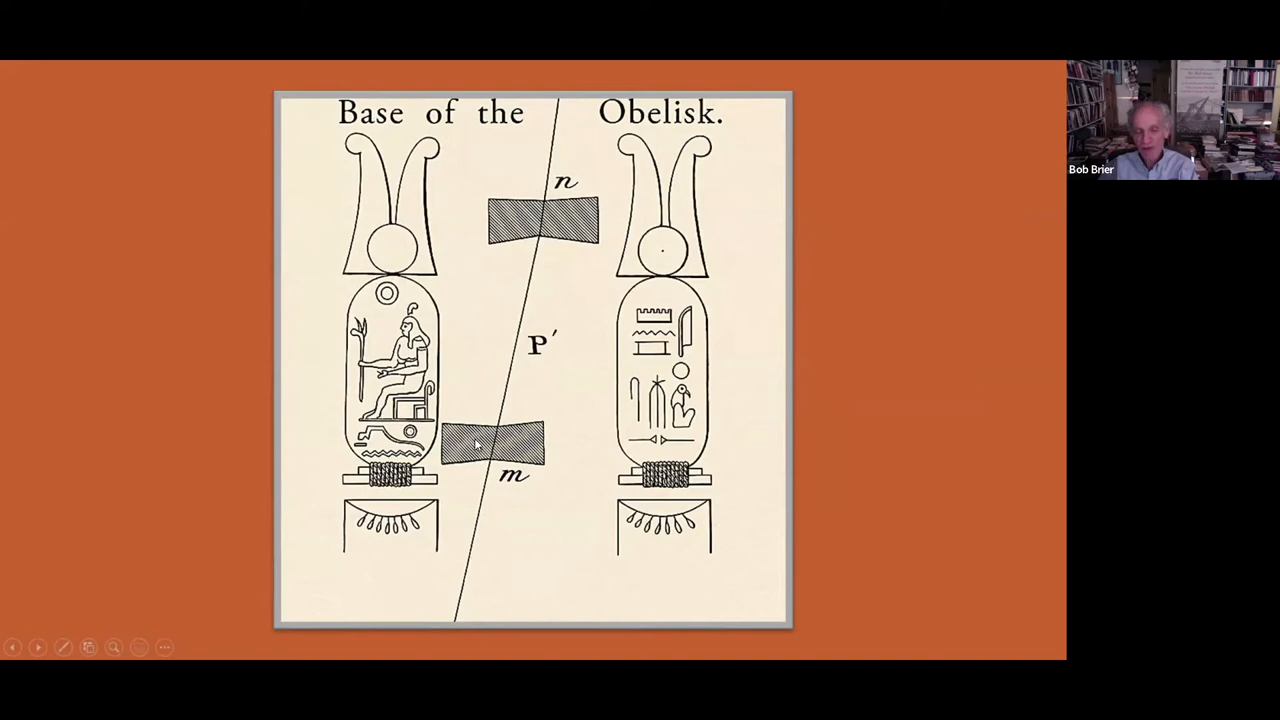 Base of the Obelisk.
n
P′
m
Bob Brier